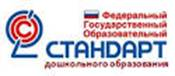 Федеральный
Государственный
Образовательный
СТАНДАРТ
дошкольного образования